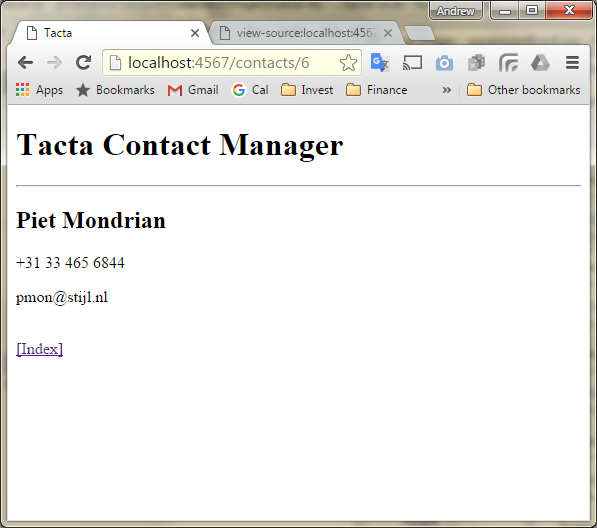 Andrew
Tacta
view-source:localhost:4567
localhost:4567/contacts/6
Apps Bookmarks Gmail Cal Invest Finance » Other bookmarks
Tacta Contact Manager
Piet Mondrian
+31 33 465 6844
pmon@stijl.nl
[Index]